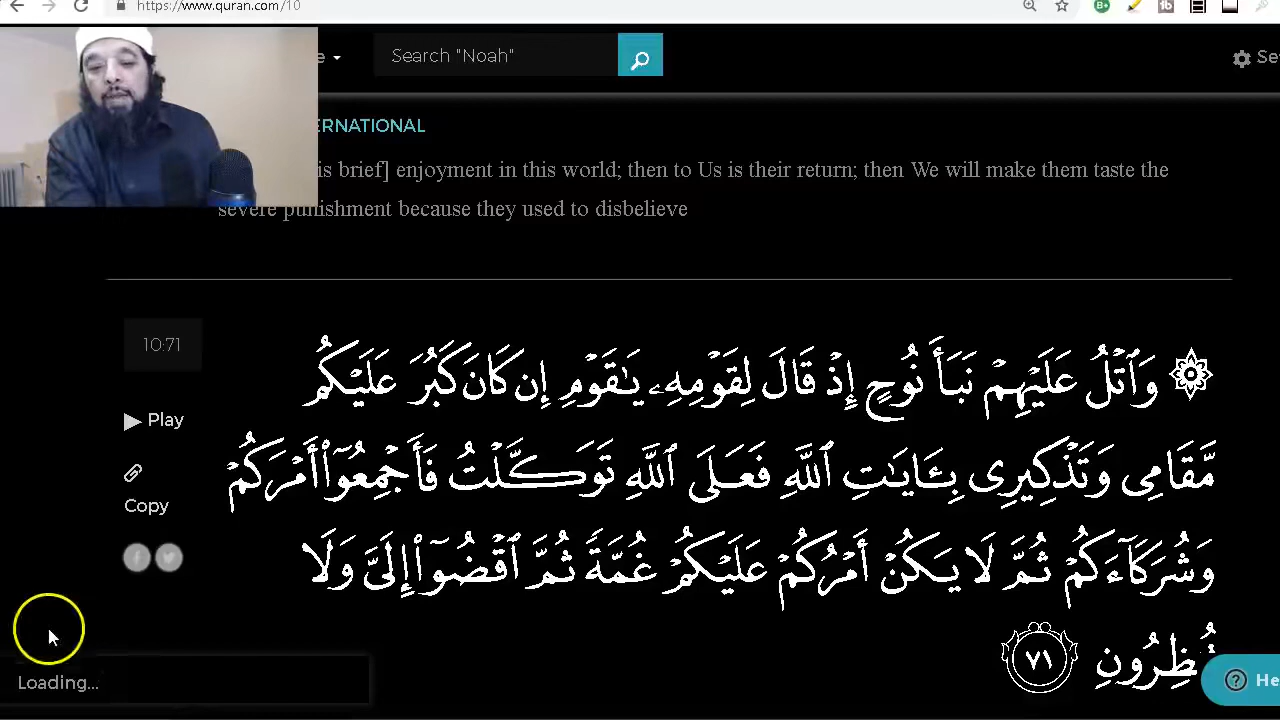 https://www.quran.com/10
Search "Noah"
ERNATIONAL
is brief] enjoyment in this world; then to Us is their return; then We will make them taste the
severe punishment because they used to disbelieve
10:71
۞ وَٱتْلُ عَلَيْهِمْ نَبَأَ نُوحٍ إِذْ قَالَ لِقَوْمِهِۦ يَٰقَوْمِ إِن كَانَ كَبُرَ عَلَيْكُم
Play
مَّقَامِى وَتَذْكِيرِى بِـَٔايَٰتِ ٱللَّهِ فَعَلَى ٱللَّهِ تَوَكَّلْتُ فَأَجْمِعُوٓا۟ أَمْرَكُمْ
Copy
وَشُرَكَآءَكُمْ ثُمَّ لَا يَكُنْ أَمْرُكُمْ عَلَيْكُمْ غُمَّةً ثُمَّ ٱقْضُوٓا۟ إِلَىَّ وَلَا
تُنظِرُونِ ٧١
Loading...